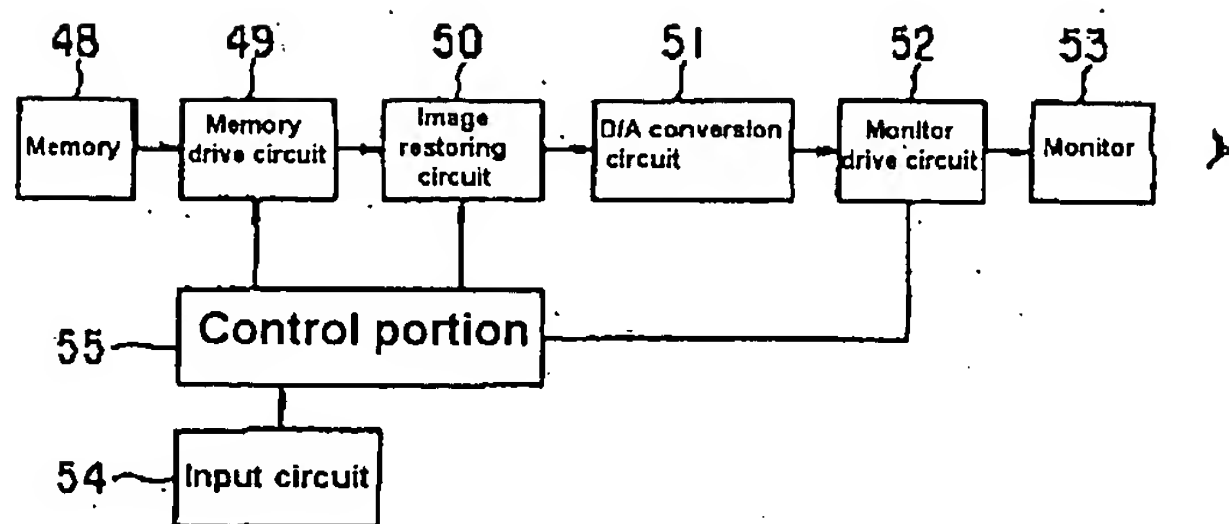 48
49
50
51
52
53
Memory
Memory
drive circuit
Image
restoring
circuit
D/A conversion
circuit
Monitor
drive circuit
Monitor
55
Control portion
54
Input circuit